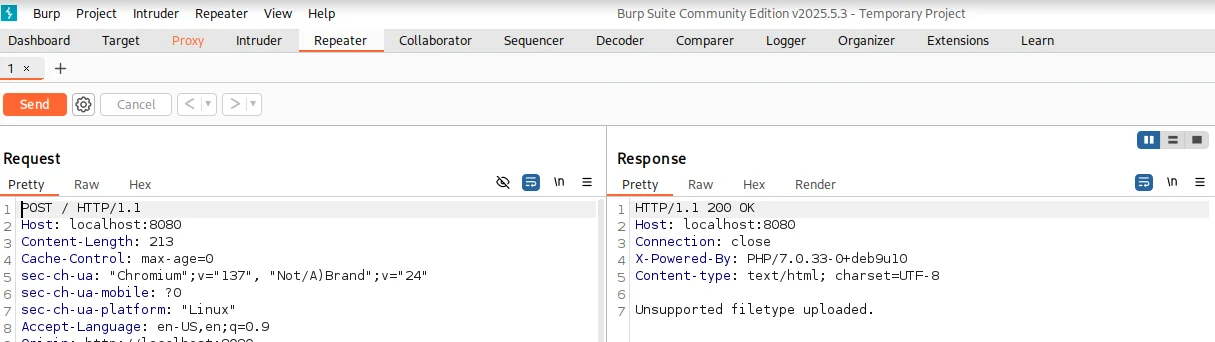 Burp Project Intruder Repeater View Help Burp Suite Community Edition v2025.5.3 - Temporary Project
Dashboard Target Proxy Intruder Repeater Collaborator Sequencer Decoder Comparer Logger Organizer Extensions Learn
1 × +
Send Cancel < ▼ > ▼
Request
Pretty Raw Hex \n
1 POST / HTTP/1.1
2 Host: localhost:8080
3 Content-Length: 213
4 Cache-Control: max-age=0
5 sec-ch-ua: "Chromium";v="137", "Not/A)Brand";v="24"
6 sec-ch-ua-mobile: ?0
7 sec-ch-ua-platform: "Linux"
8 Accept-Language: en-US,en;q=0.9
Origin: http://localhost:8080
Response
Pretty Raw Hex Render \n
1 HTTP/1.1 200 OK
2 Host: localhost:8080
3 Connection: close
4 X-Powered-By: PHP/7.0.33-0+deb9u10
5 Content-type: text/html; charset=UTF-8
6
7 Unsupported filetype uploaded.